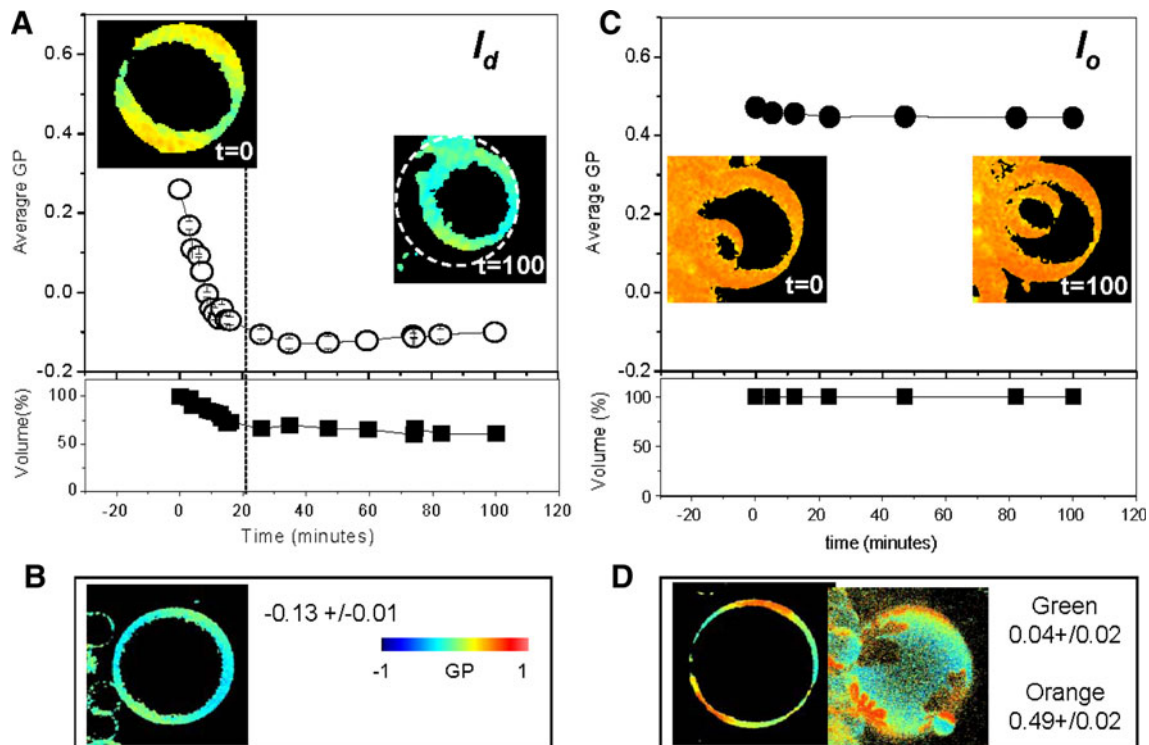 A
l_d
0.6
0.4
0.2
0.0
-0.2
Averagre GP
t=0
t=100
100
50
0
Volume(%)
-20 0 20 40 60 80 100 120
Time (minutes)
C
l_o
0.6
0.4
0.2
0.0
-0.2
Average GP
t=0
t=100
100
50
0
Volume (%)
-20 0 20 40 60 80 100 120
time (minutes)
B
-0.13 +/-0.01
-1 GP 1
D
Green
0.04+/0.02
Orange
0.49+/0.02